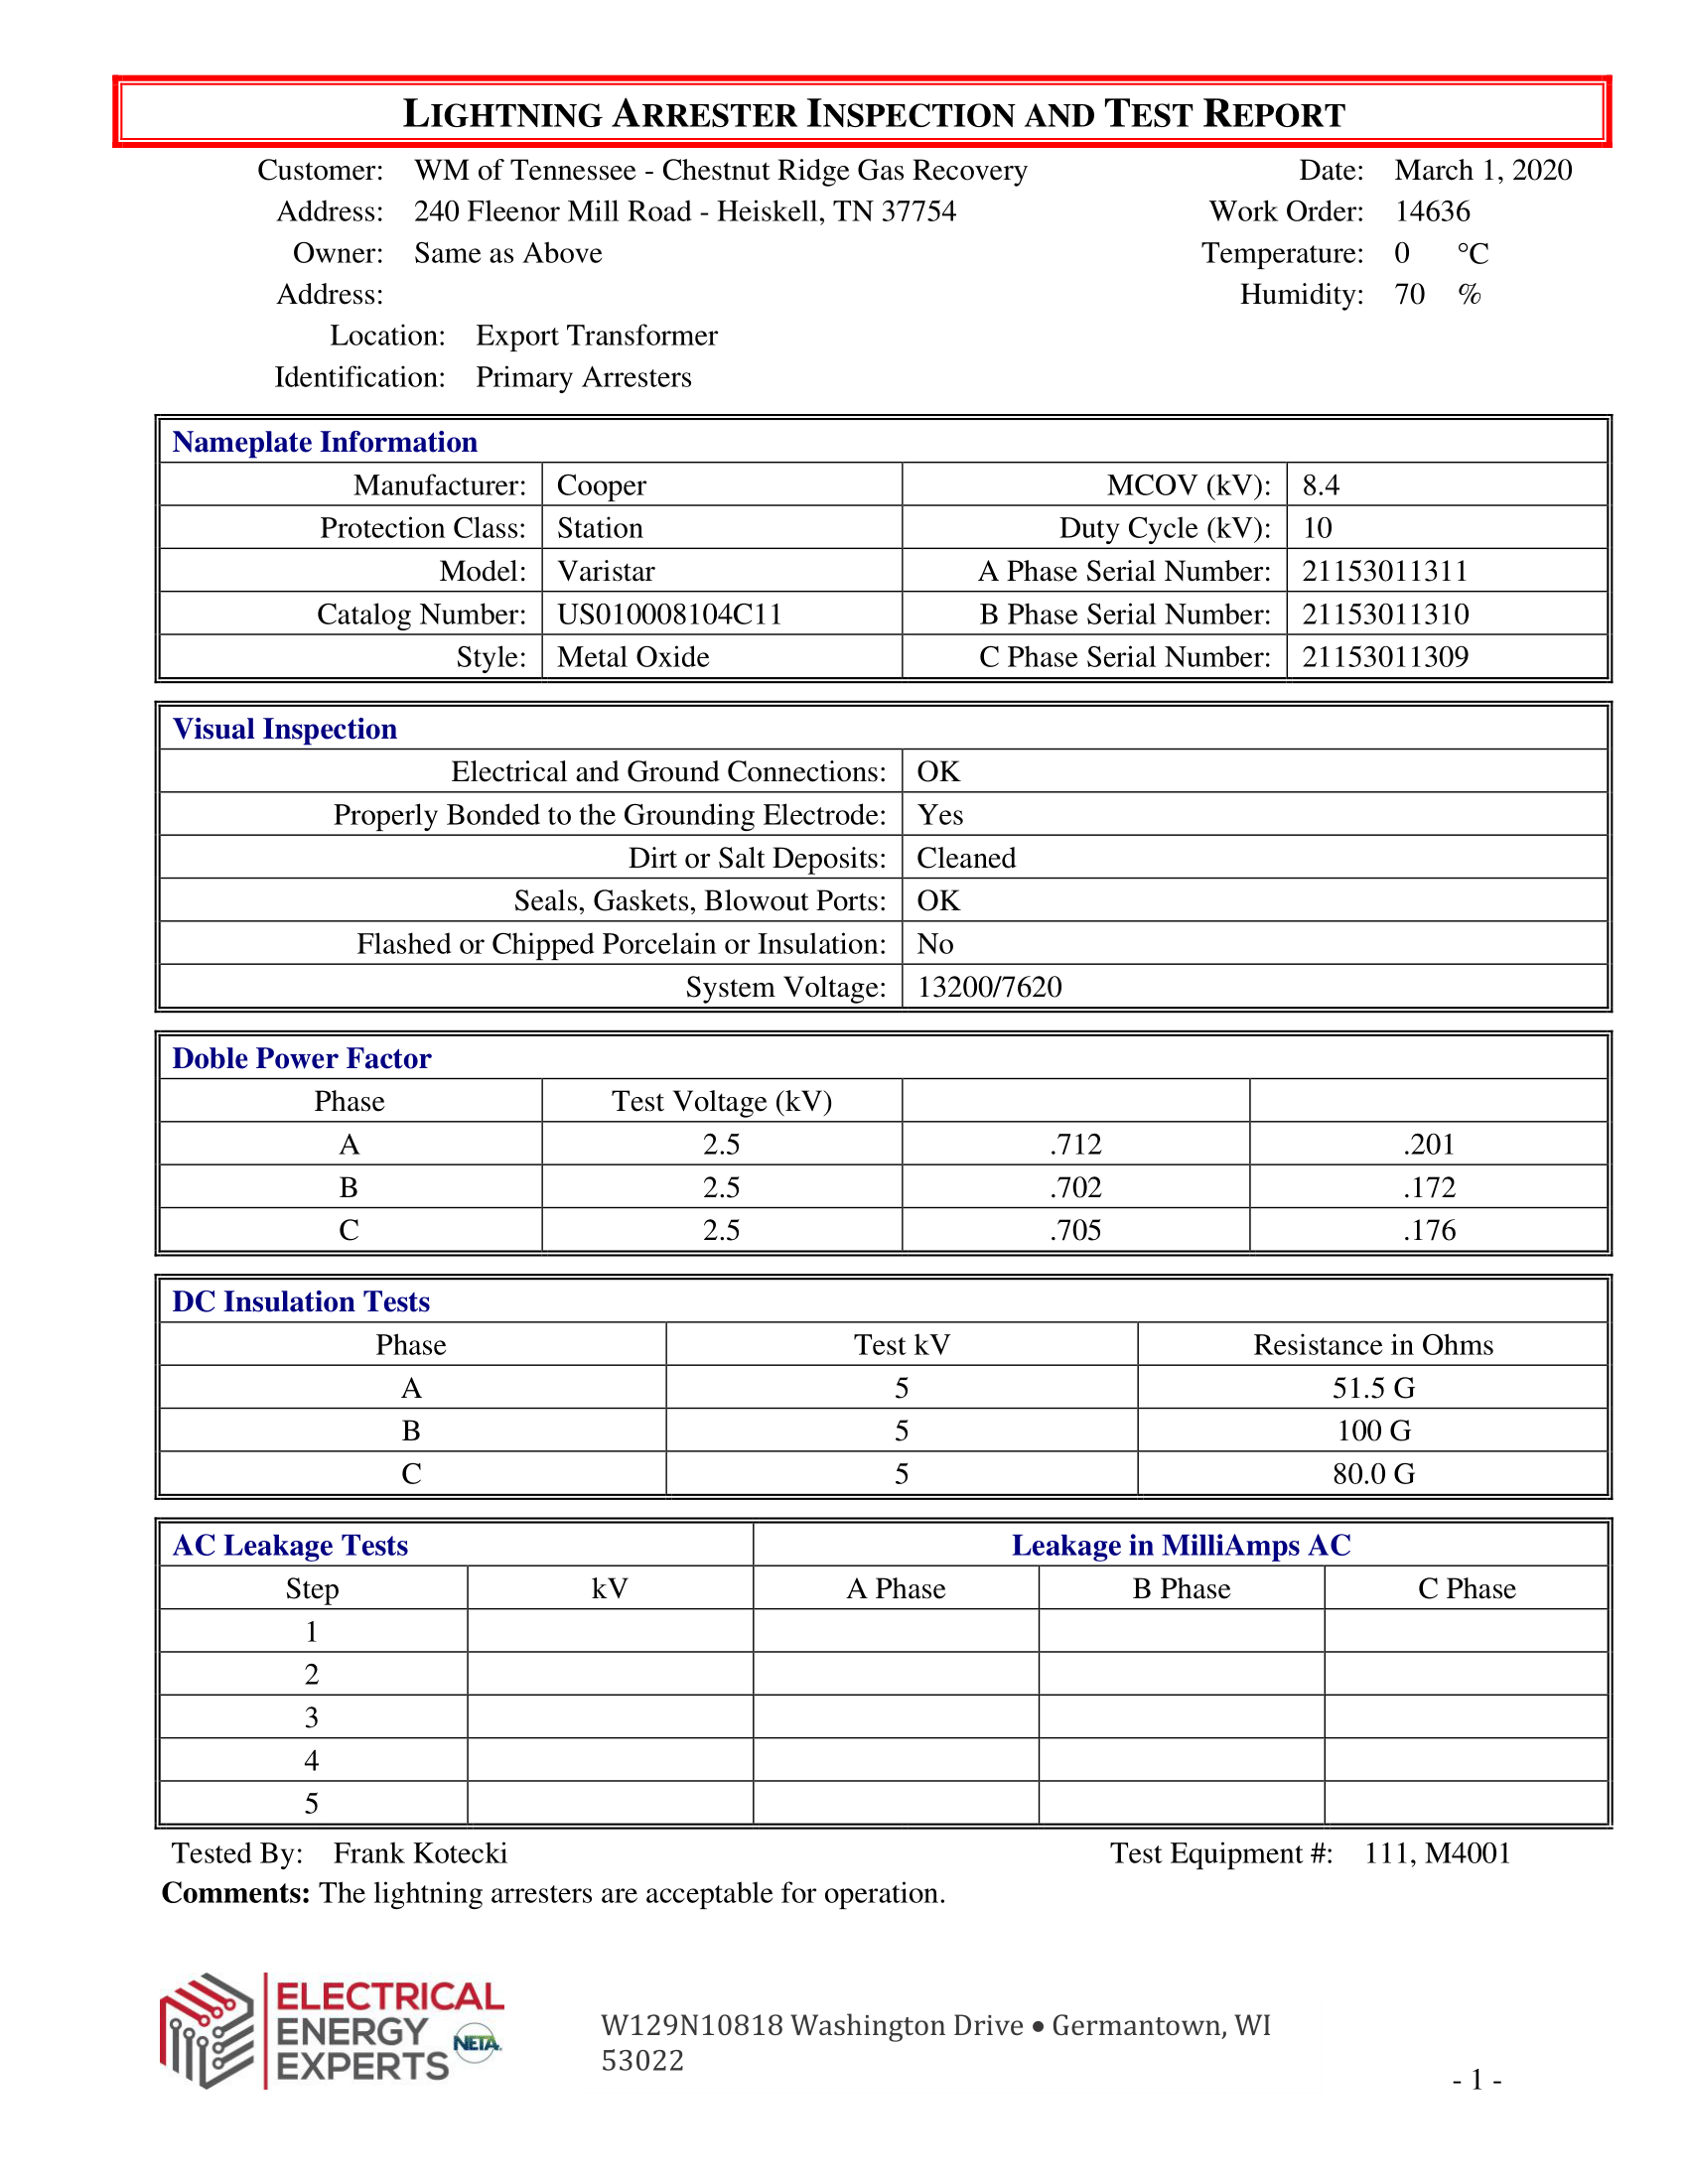 LIGHTNING ARRESTER INSPECTION AND TEST REPORT
Customer: WM of Tennessee - Chestnut Ridge Gas Recovery Date: March 1, 2020
Address: 240 Fleenor Mill Road - Heiskell, TN 37754 Work Order: 14636
Owner: Same as Above Temperature: 0 °C
Address: Humidity: 70 %
Location: Export Transformer
Identification: Primary Arresters
Nameplate Information
Manufacturer: Cooper MCOV (kV): 8.4
Protection Class: Station Duty Cycle (kV): 10
Model: Varistar A Phase Serial Number: 21153011311
Catalog Number: US010008104C11 B Phase Serial Number: 21153011310
Style: Metal Oxide C Phase Serial Number: 21153011309
Visual Inspection
Electrical and Ground Connections: OK
Properly Bonded to the Grounding Electrode: Yes
Dirt or Salt Deposits: Cleaned
Seals, Gaskets, Blowout Ports: OK
Flashed or Chipped Porcelain or Insulation: No
System Voltage: 13200/7620
Doble Power Factor
Phase Test Voltage (kV)
A 2.5 .712 .201
B 2.5 .702 .172
C 2.5 .705 .176
DC Insulation Tests
Phase Test kV Resistance in Ohms
A 5 51.5 G
B 5 100 G
C 5 80.0 G
AC Leakage Tests Leakage in MilliAmps AC
Step kV A Phase B Phase C Phase
1
2
3
4
5
Tested By: Frank Kotecki Test Equipment #: 111, M4001
Comments: The lightning arresters are acceptable for operation.
ELECTRICAL
ENERGY
EXPERTS
NETA
W129N10818 Washington Drive • Germantown, WI
53022
- 1 -